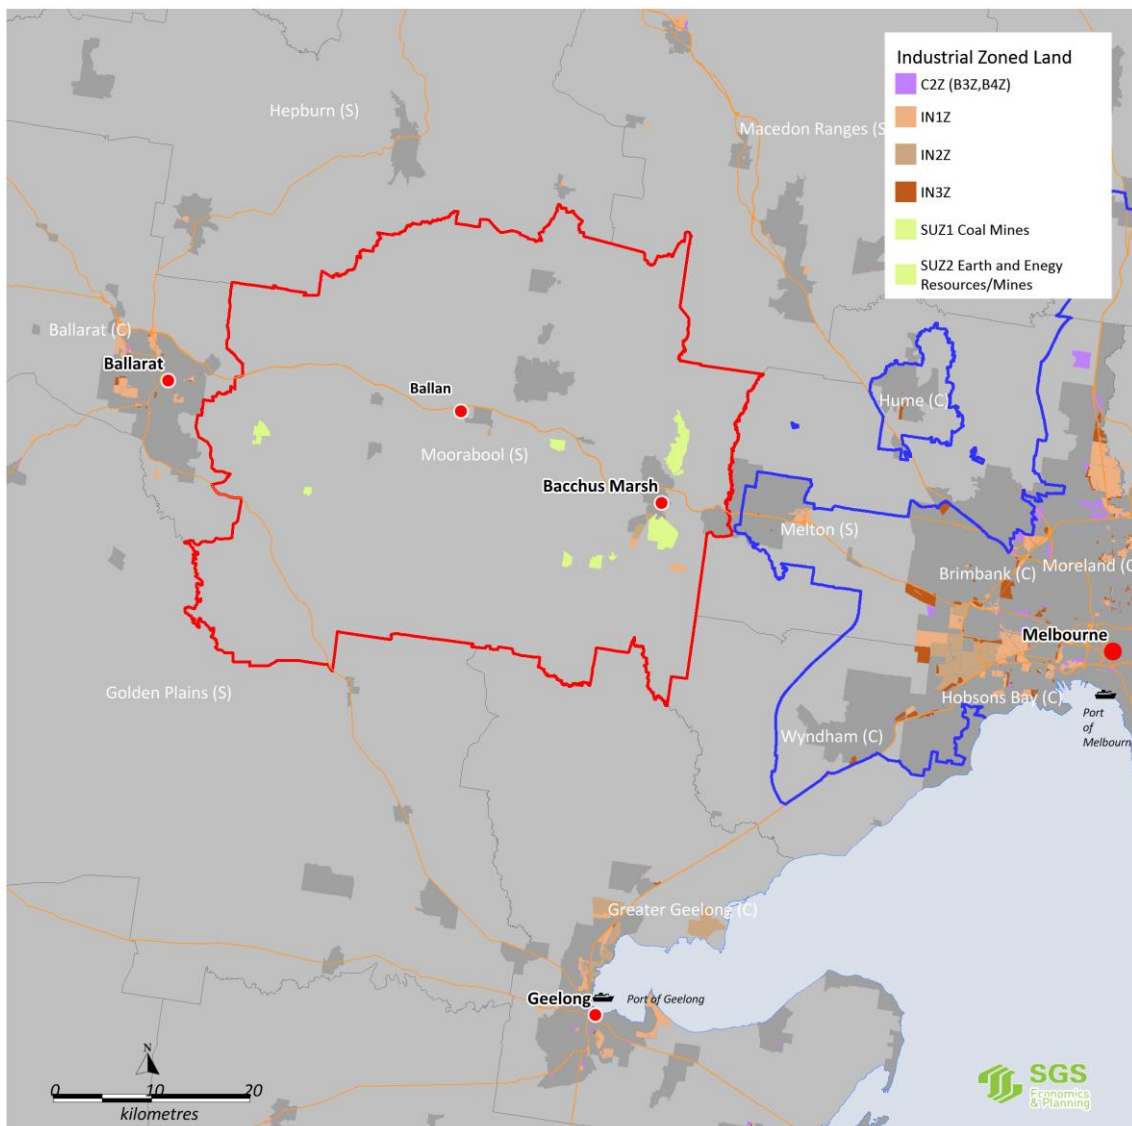 Industrial Zoned Land
C2Z (B3Z,B4Z)
IN1Z
IN2Z
IN3Z
SUZ1 Coal Mines
SUZ2 Earth and Enegy
Resources/Mines
Hepburn (S)
Macedon Ranges (S
Ballarat (C)
Ballarat
Ballan
Hume (C)
Moorabool (S)
Bacchus Marsh
Melton (S)
Brimbank (C)
Moreland (C
Melbourne
Golden Plains (S)
Hobsons Bay (C)
Port
of
Melbourn
Wyndham (C)
Greater Geelong (C)
Geelong
Port of Geelong
N
0 10 20
kilometres
SGS
Economics
& Planning